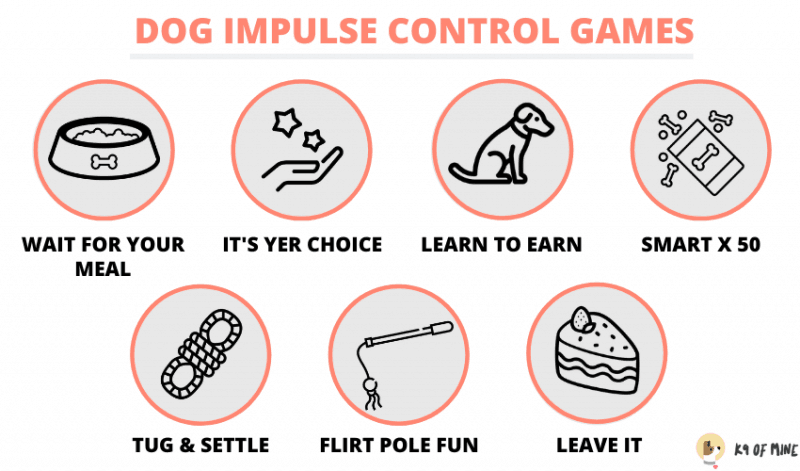 DOG IMPULSE CONTROL GAMES
WAIT FOR YOUR
MEAL
IT'S YER CHOICE
LEARN TO EARN
SMART X 50
TUG & SETTLE
FLIRT POLE FUN
LEAVE IT
K9 OF MINE